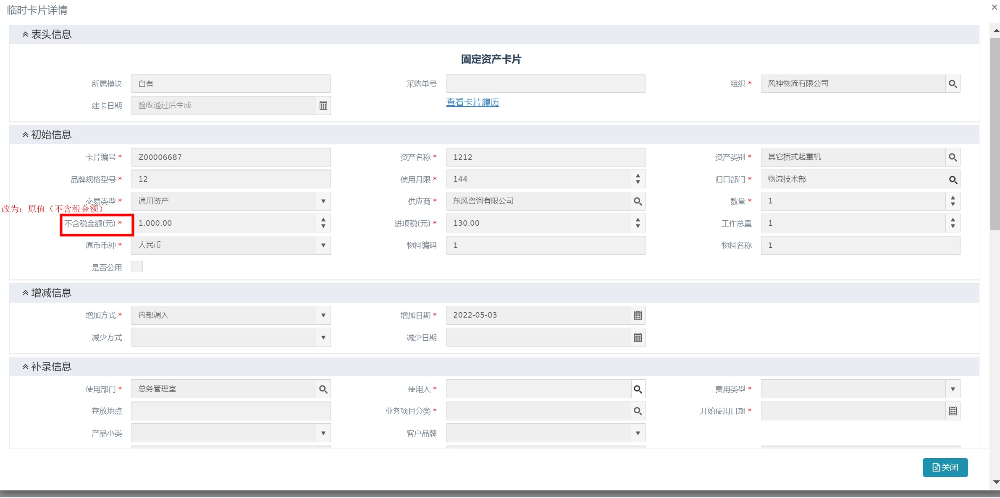 临时卡片详情
表头信息
固定资产卡片
所属模块 自有 采购单号 组织 * 风神物流有限公司
建卡日期 验收通过后生成 查看卡片履历
初始信息
卡片编号 * Z00006687 资产名称 * 1212 资产类别 * 其它桥式起重机
品牌规格型号 * 12 使用月限 * 144 归口部门 * 物流技术部
交易类型 * 通用资产 供应商 * 东风咨询有限公司 数量 * 1
改为：原值（不含税金额）
不含税金额(元) * 1,000.00 进项税(元) * 130.00 工作总量 1
原币币种 * 人民币 物料编码 1 物料名称 1
是否公用
增减信息
增加方式 * 内部调入 增加日期 * 2022-05-03
减少方式 减少日期
补录信息
使用部门 * 总务管理室 使用人 * 费用类型 *
存放地点 业务项目分类 * 开始使用日期 *
产品小类 客户品牌
关闭